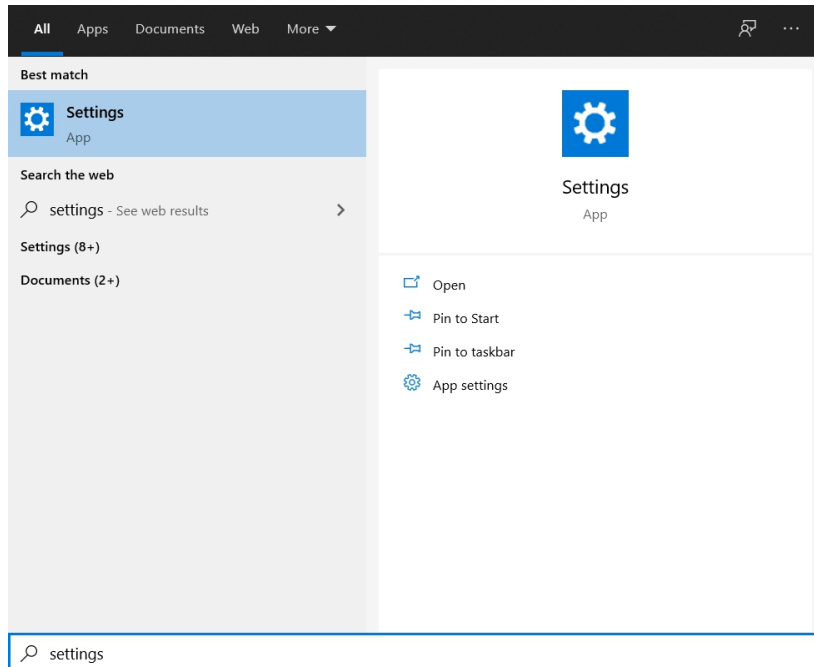 All Apps Documents Web More
Best match
Settings
App
Search the web
settings - See web results
Settings (8+)
Documents (2+)
Settings
App
Open
Pin to Start
Pin to taskbar
App settings
settings